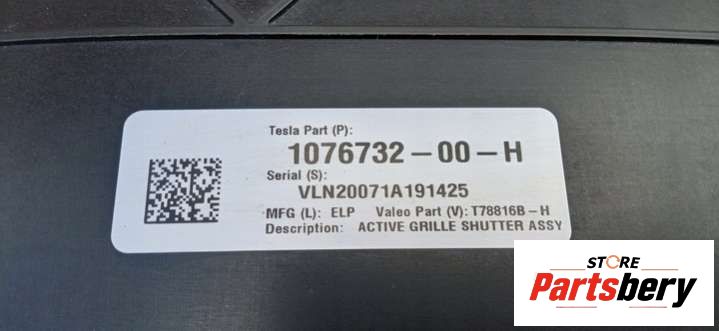 Tesla Part (P):
1076732-00-H
Serial (S):
VLN20071A191425
MFG (L): ELP Valeo Part (V): T78816B-H
Description: ACTIVE GRILLE SHUTTER ASSY
STORE
Partsbery